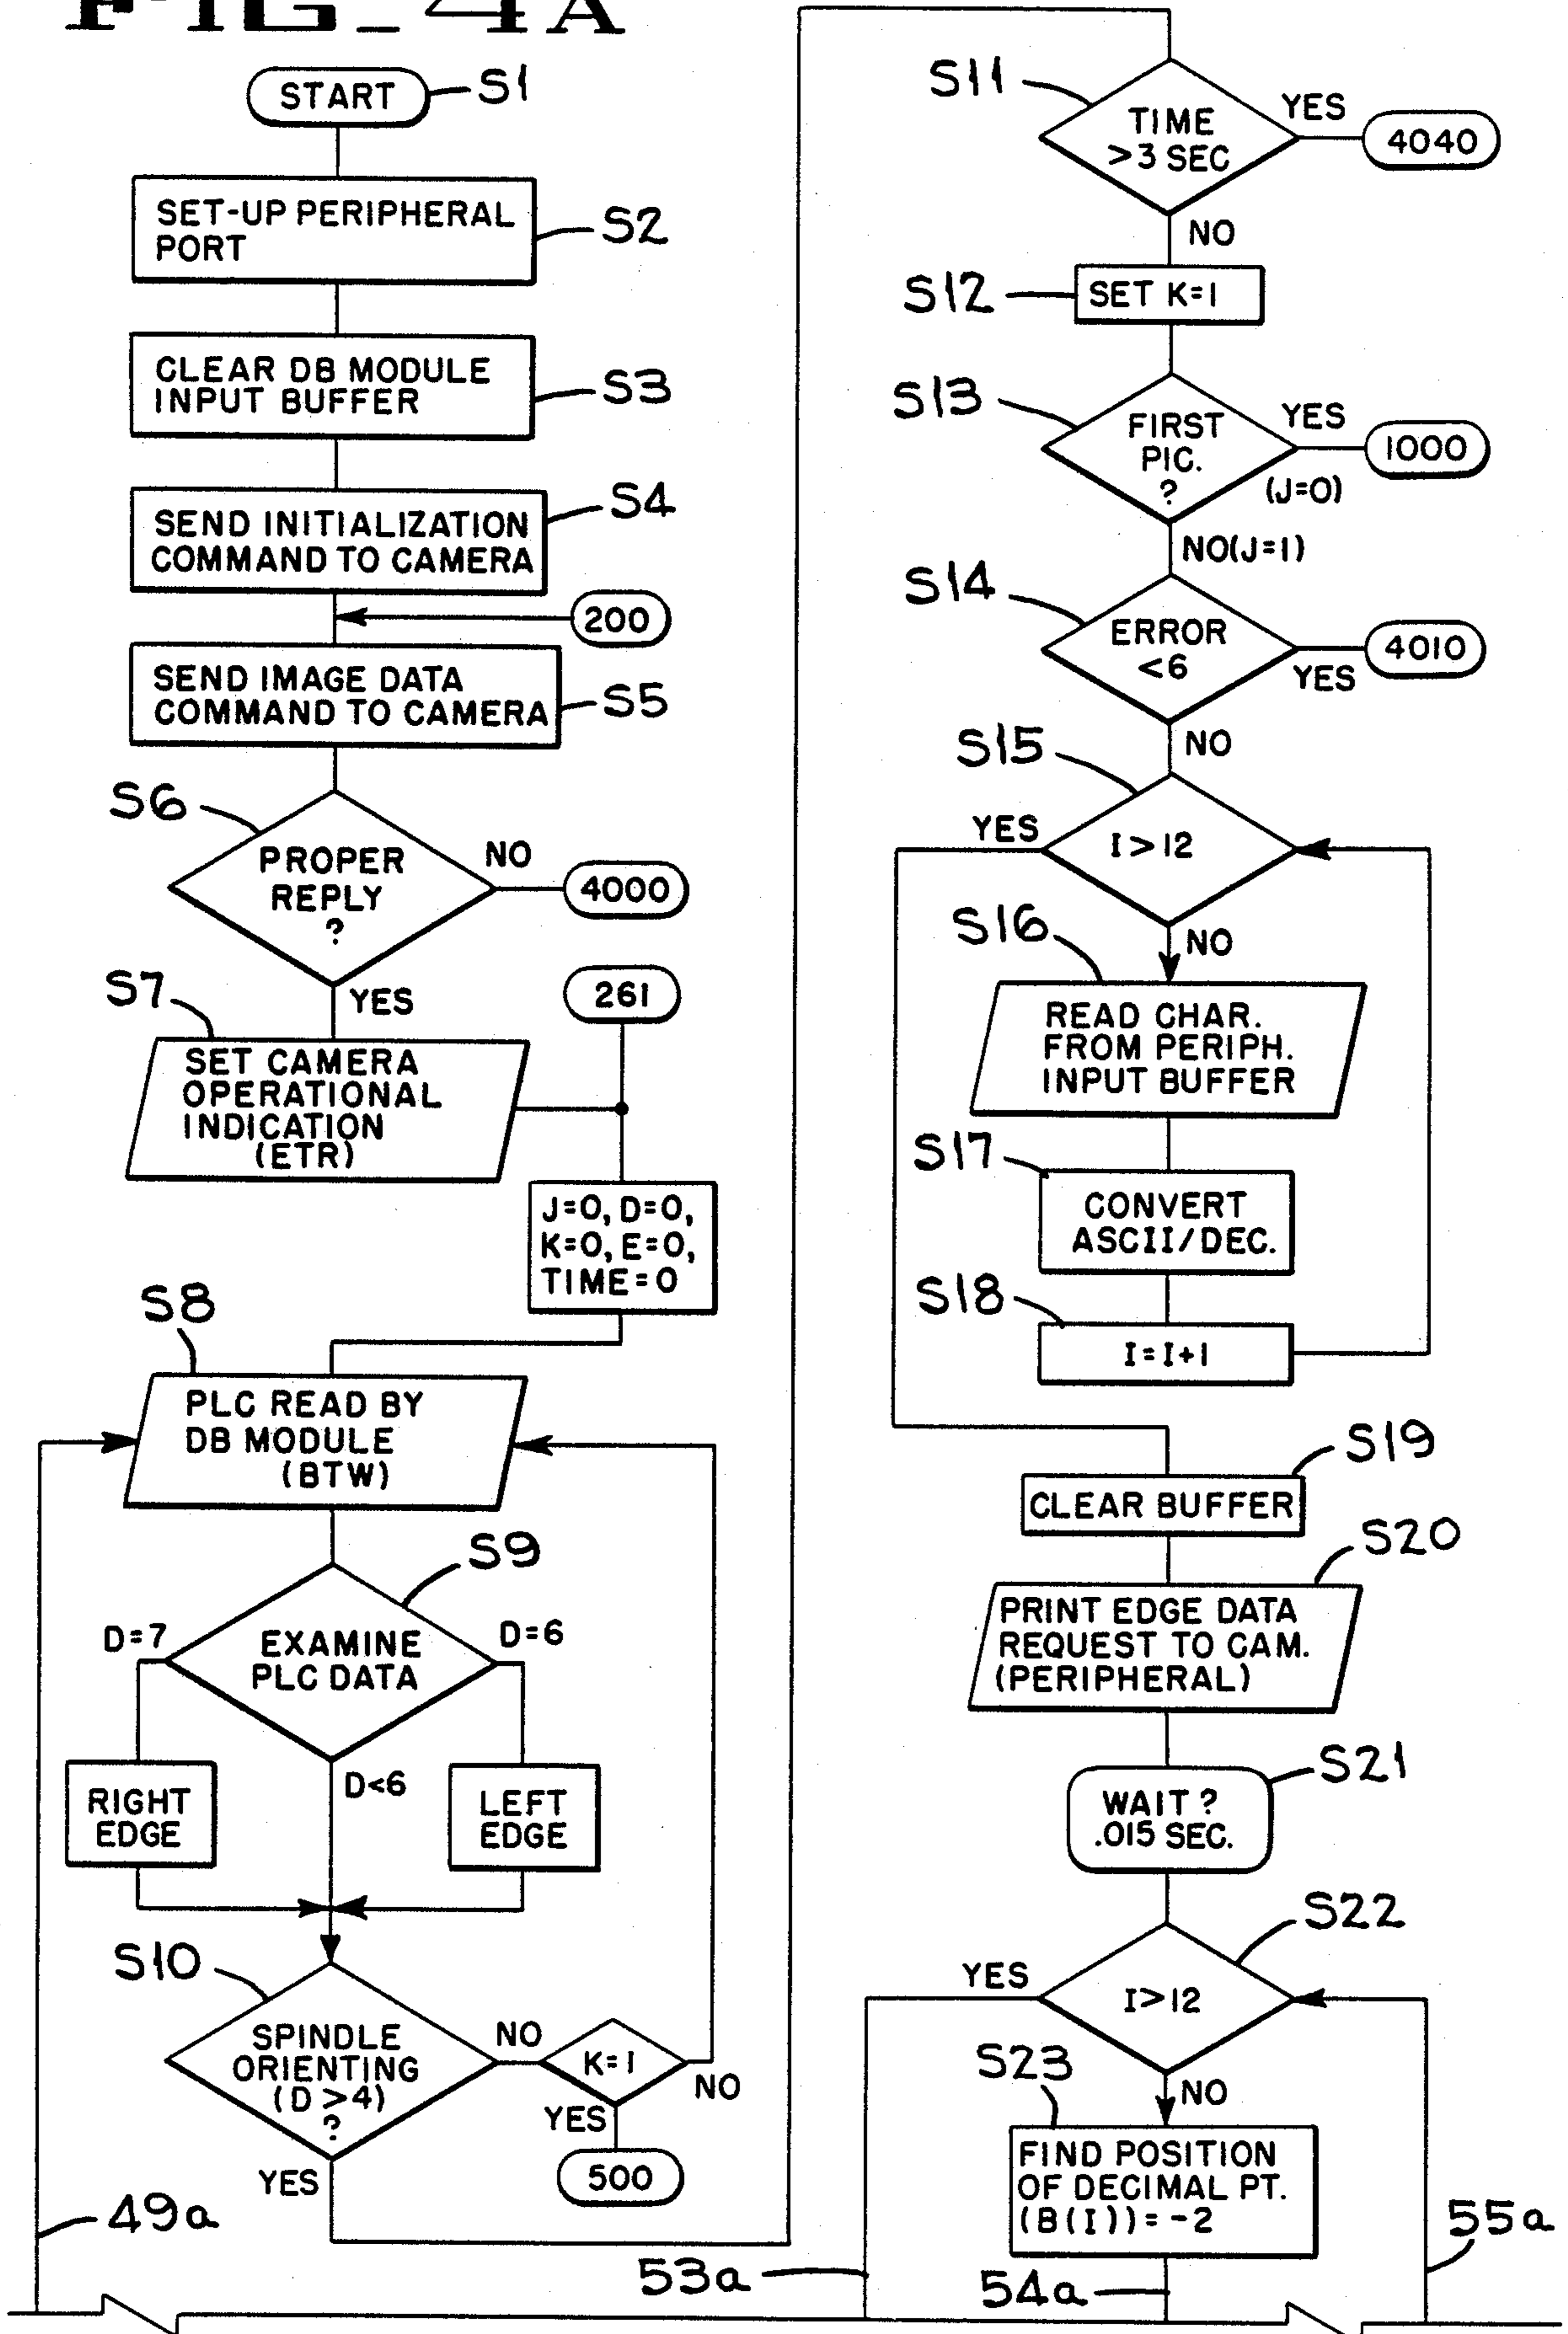 FIG_4A
START
S1
SET-UP PERIPHERAL
PORT
S2
CLEAR DB MODULE
INPUT BUFFER
S3
SEND INITIALIZATION
COMMAND TO CAMERA
S4
200
SEND IMAGE DATA
COMMAND TO CAMERA
S5
S6
PROPER
REPLY
?
NO
4000
YES
S7
SET CAMERA
OPERATIONAL
INDICATION
(ETR)
261
J=0, D=0,
K=0, E=0,
TIME=0
S8
PLC READ BY
DB MODULE
(BTW)
S9
D=7
EXAMINE
PLC DATA
D=6
RIGHT
EDGE
D<6
LEFT
EDGE
S10
SPINDLE
ORIENTING
(D >4)
?
NO
K=1
NO
YES
500
YES
49a
S11
TIME
>3 SEC
YES
4040
NO
S12
SET K=1
S13
FIRST
PIC.
?
YES
(J=0)
1000
NO(J=1)
S14
ERROR
<6
YES
4010
NO
S15
YES
I>12
NO
S16
READ CHAR.
FROM PERIPH.
INPUT BUFFER
S17
CONVERT
ASCII/DEC.
S18
I=I+1
S19
CLEAR BUFFER
S20
PRINT EDGE DATA
REQUEST TO CAM.
(PERIPHERAL)
S21
WAIT ?
.015 SEC.
S22
YES
I>12
NO
S23
FIND POSITION
OF DECIMAL PT.
(B(I))=-2
53a
54a
55a